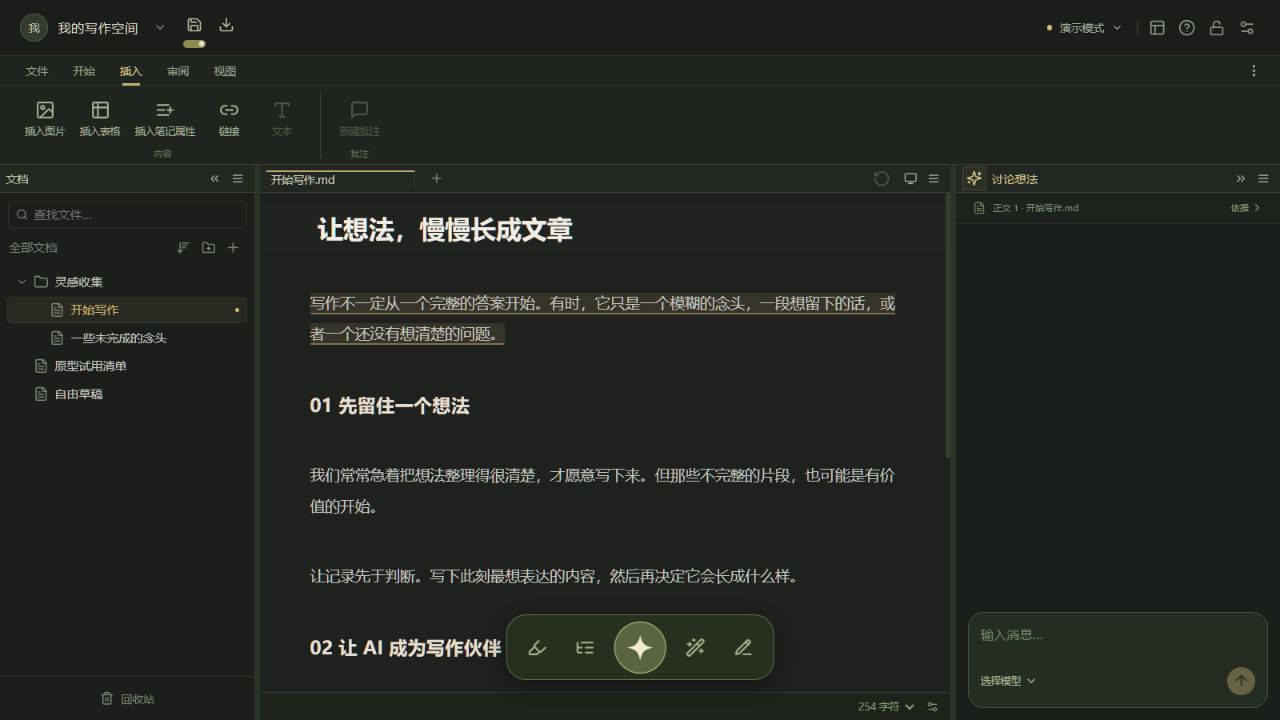 我 我的写作空间
演示模式
文件 开始 插入 审阅 视图
插入图片 插入表格 插入笔记属性 链接 文本 新建批注
内容 批注
文档
查找文件...
全部文档
灵感收集
开始写作
一些未完成的念头
原型试用清单
自由草稿
回收站
开始写作.md
让想法，慢慢长成文章
写作不一定从一个完整的答案开始。有时，它只是一个模糊的念头，一段想留下的话，或
者一个还没有想清楚的问题。
01 先留住一个想法
我们常常急着把想法整理得很清楚，才愿意写下来。但那些不完整的片段，也可能是有价
值的开始。
让记录先于判断。写下此刻最想表达的内容，然后再决定它会长成什么样。
02 让 AI 成为写作伙伴
254 字符
讨论想法
正文 1 · 开始写作.md 依据
输入消息...
选择模型